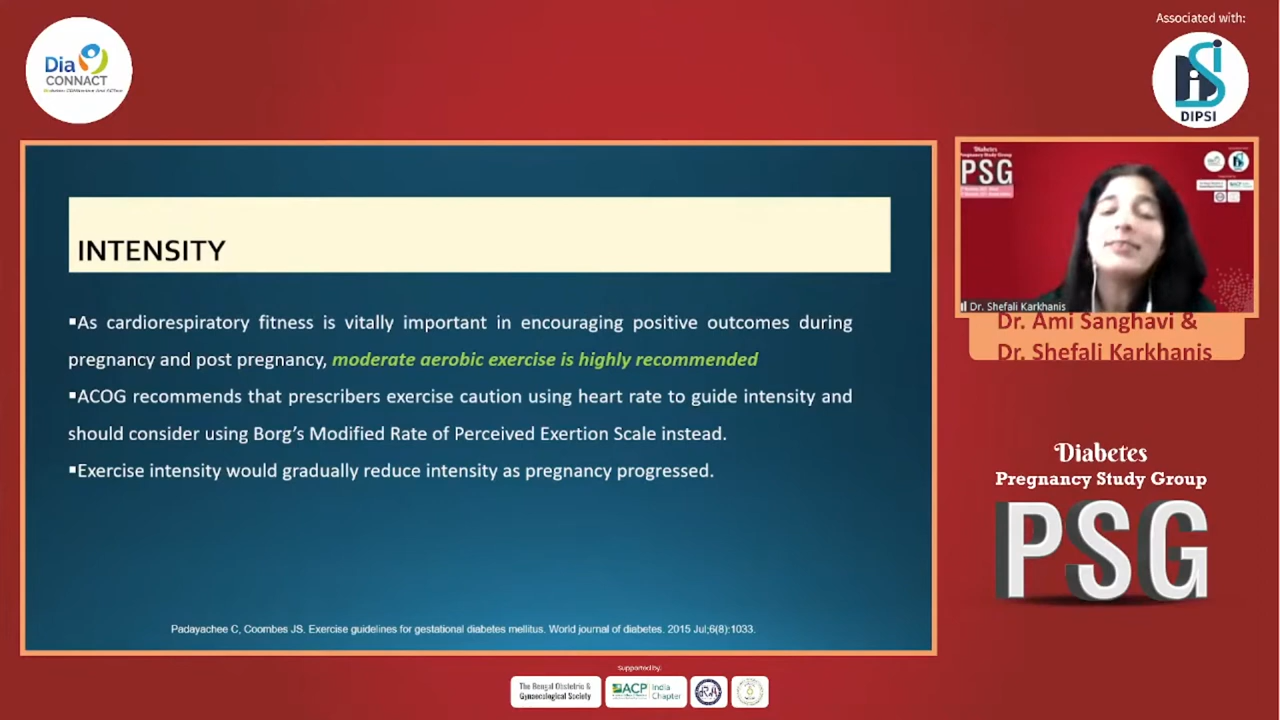 Associated with:
Dia
CONNACT
DIPSI
INTENSITY
▪As cardiorespiratory fitness is vitally important in encouraging positive outcomes during
pregnancy and post pregnancy, moderate aerobic exercise is highly recommended
▪ACOG recommends that prescribers exercise caution using heart rate to guide intensity and
should consider using Borg's Modified Rate of Perceived Exertion Scale instead.
▪Exercise intensity would gradually reduce intensity as pregnancy progressed.
Padayachee C, Coombes JS. Exercise guidelines for gestational diabetes mellitus. World journal of diabetes. 2015 Jul;6(8):1033.
Diabetes
Pregnancy Study Group
PSG
Dr. Shefali Karkhanis
Dr. Ami Sanghavi &
Dr. Shefali Karkhanis
Diabetes
Pregnancy Study Group
PSG
Supported by:
The Bengal Obstetric &
Gynaecological Society
ACP
India
Chapter